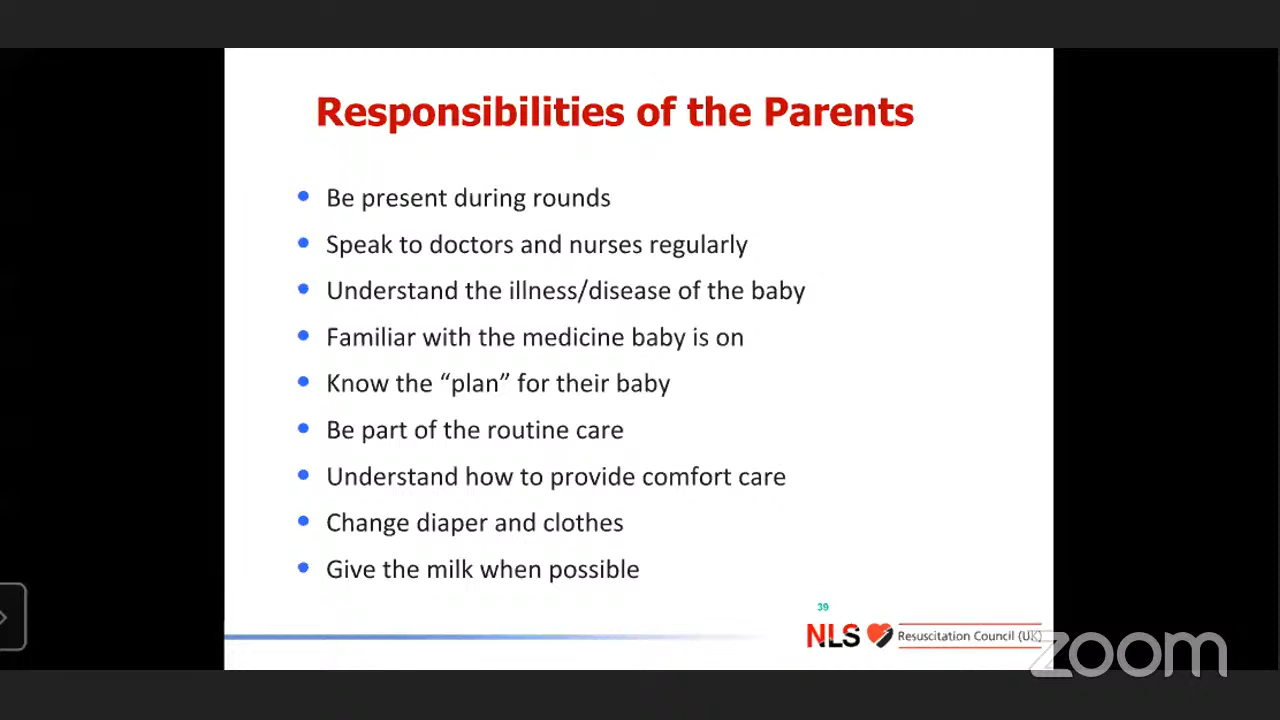 Responsibilities of the Parents
Be present during rounds
Speak to doctors and nurses regularly
Understand the illness/disease of the baby
Familiar with the medicine baby is on
Know the “plan” for their baby
Be part of the routine care
Understand how to provide comfort care
Change diaper and clothes
Give the milk when possible
39
NLS Resuscitation Council (UK)
zoom